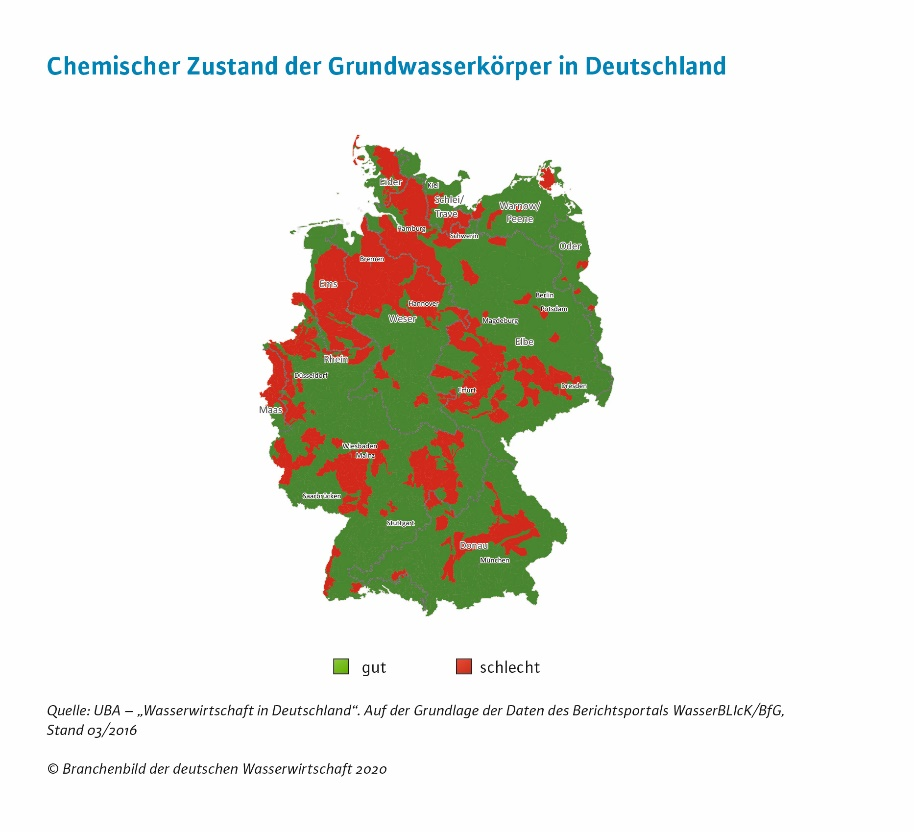 Chemischer Zustand der Grundwasserkörper in Deutschland
Eider
Kiel
Schlei/
Trave
Warnow/
Peene
Hamburg
Schwerin
Oder
Bremen
Ems
Berlin
Hannover
Potsdam
Weser
Magdeburg
Elbe
Rhein
Düsseldorf
Erfurt
Dresden
Maas
Wiesbaden
Mainz
Saarbrücken
Stuttgart
Donau
München
gut
schlecht
Quelle: UBA – „Wasserwirtschaft in Deutschland“. Auf der Grundlage der Daten des Berichtsportals WasserBLIcK/BfG,
Stand 03/2016
© Branchenbild der deutschen Wasserwirtschaft 2020